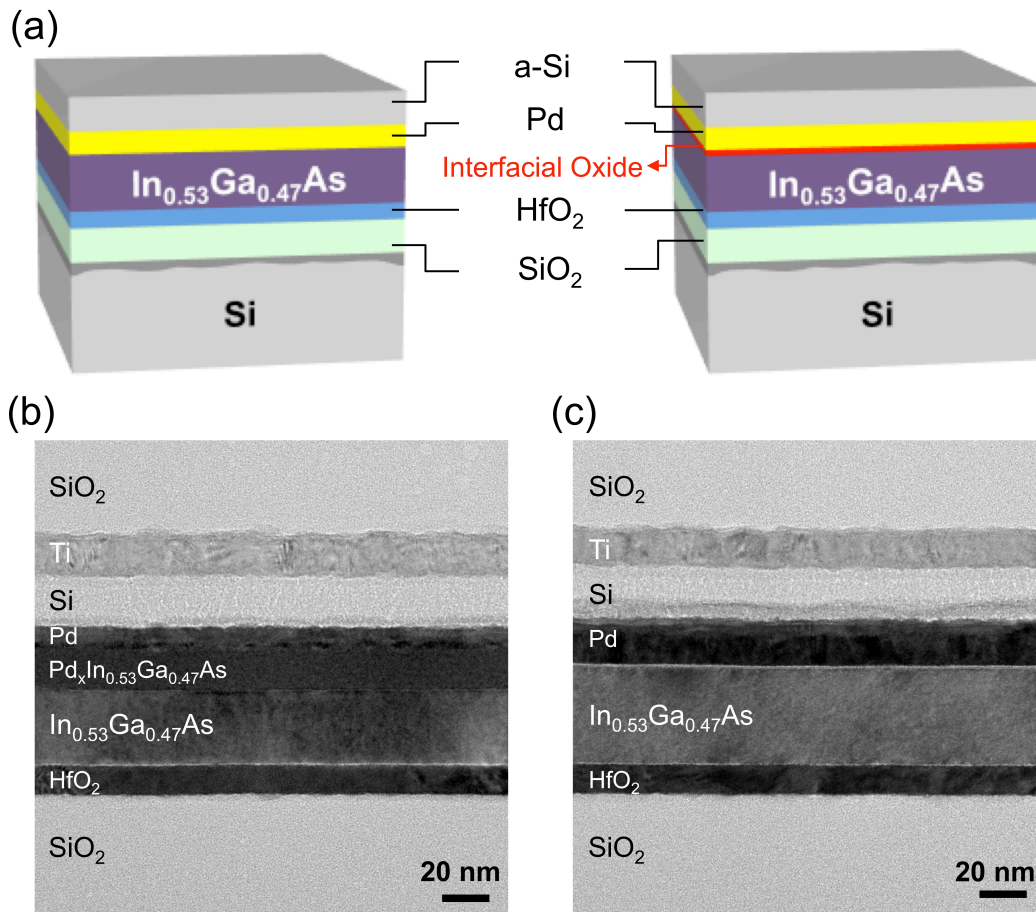 (a)
a-Si
Pd
Interfacial Oxide
In0.53Ga0.47As
In0.53Ga0.47As
HfO2
SiO2
Si
Si
(b)
(c)
SiO2
Ti
Si
Pd
PdxIn0.53Ga0.47As
In0.53Ga0.47As
HfO2
SiO2
20 nm
SiO2
Ti
Si
Pd
In0.53Ga0.47As
HfO2
SiO2
20 nm